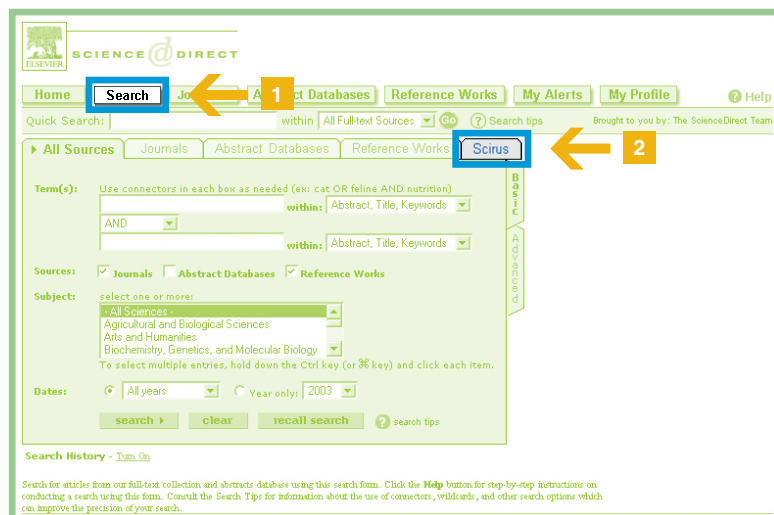 ELSEVIER
SCIENCE @ DIRECT
Home Search Jo 1 A ct Databases Reference Works My Alerts My Profile ? Help
Quick Search: within All Full-text Sources Go ? Search tips Brought to you by: The ScienceDirect Team
All Sources Journals Abstract Databases Reference Works Scirus 2
Basic
Term(s): Use connectors in each box as needed (ex: cat OR feline AND nutrition)
within: Abstract, Title, Keywords
AND
within: Abstract, Title, Keywords
Advanced
Sources: Journals Abstract Databases Reference Works
Subject: select one or more:
- All Sciences -
Agricultural and Biological Sciences
Arts and Humanities
Biochemistry, Genetics, and Molecular Biology
To select multiple entries, hold down the Ctrl key (or ⌘ key) and click each item.
Dates: All years Year only: 2003
search clear recall search ? search tips
Search History - Turn On
Search for articles from our full-text collection and abstracts database using this search form. Click the Help button for step-by-step instructions on
conducting a search using this form. Consult the Search Tips for information about the use of connectors, wildcards, and other search options which
can improve the precision of your search.